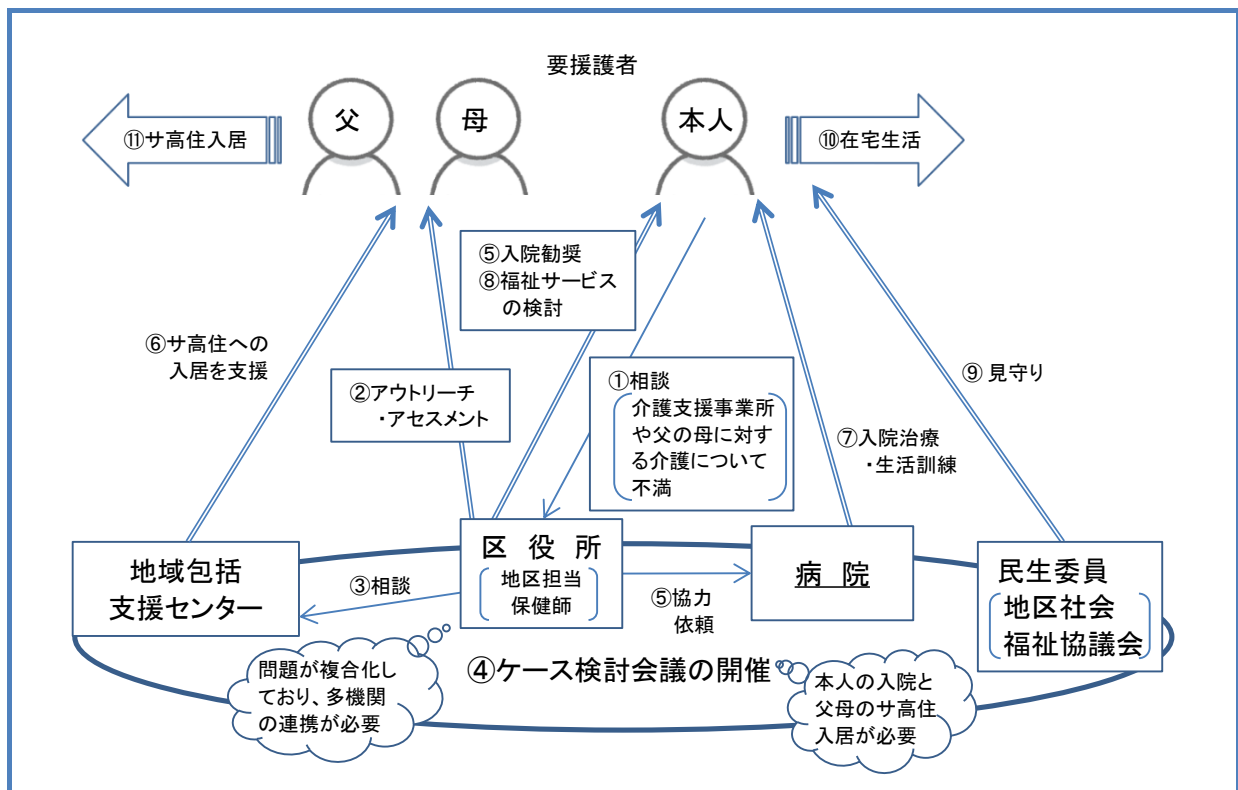 要援護者
父
母
本人
⑪サ高住入居
⑩在宅生活
⑤入院勧奨
⑧福祉サービス
の検討
⑥サ高住への
入居を支援
②アウトリーチ
・アセスメント
①相談
介護支援事業所
や父の母に対す
る介護について
不満
⑨ 見守り
⑦入院治療
・生活訓練
地域包括
支援センター
③相談
区 役 所
地区担当
保健師
⑤協力
依頼
病 院
民生委員
地区社会
福祉協議会
問題が複合化し
ており、多機関
の連携が必要
④ケース検討会議の開催
本人の入院と
父母のサ高住
入居が必要